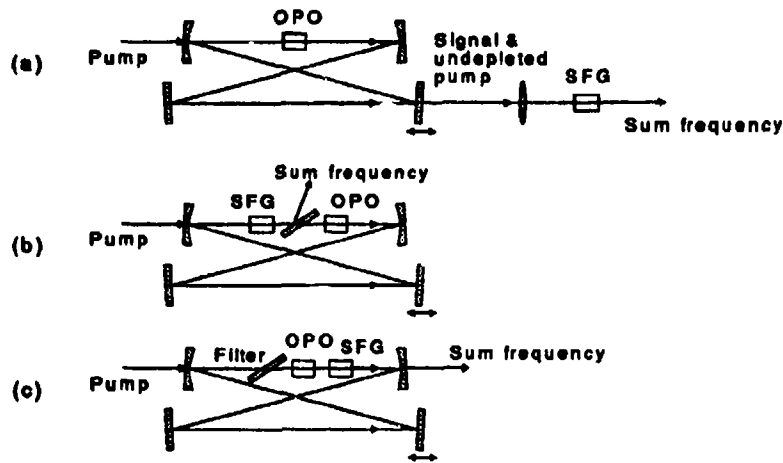 OPO
(a)
Pump
Signal &
undepleted
pump
SFG
Sum frequency
Sum frequency
SFG
OPO
(b)
Pump
OPO
SFG
Filter
Sum frequency
(c)
Pump